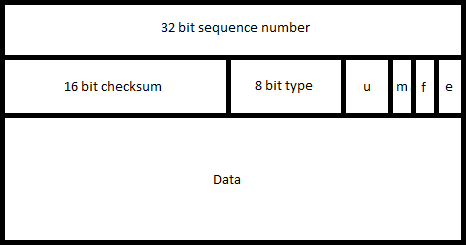 32 bit sequence number
16 bit checksum 8 bit type u m f e
Data